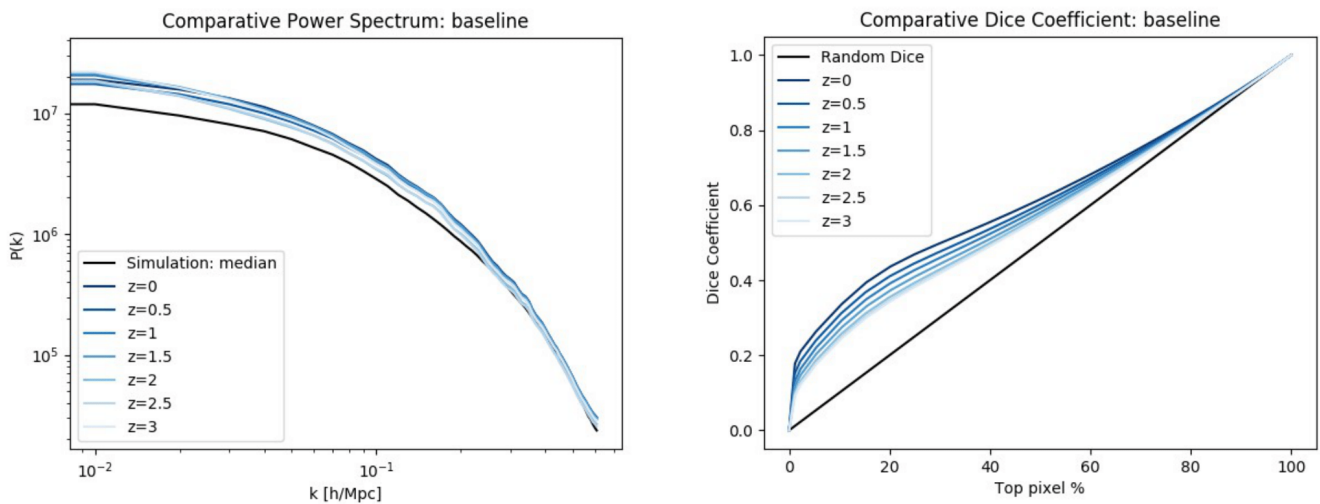 Comparative Power Spectrum: baseline
P(k)
10^7
10^6
10^5
Simulation: median
z=0
z=0.5
z=1
z=1.5
z=2
z=2.5
z=3
10^-2
10^-1
k [h/Mpc]
Comparative Dice Coefficient: baseline
Dice Coefficient
1.0
0.8
0.6
0.4
0.2
0.0
Random Dice
z=0
z=0.5
z=1
z=1.5
z=2
z=2.5
z=3
0
20
40
60
80
100
Top pixel %